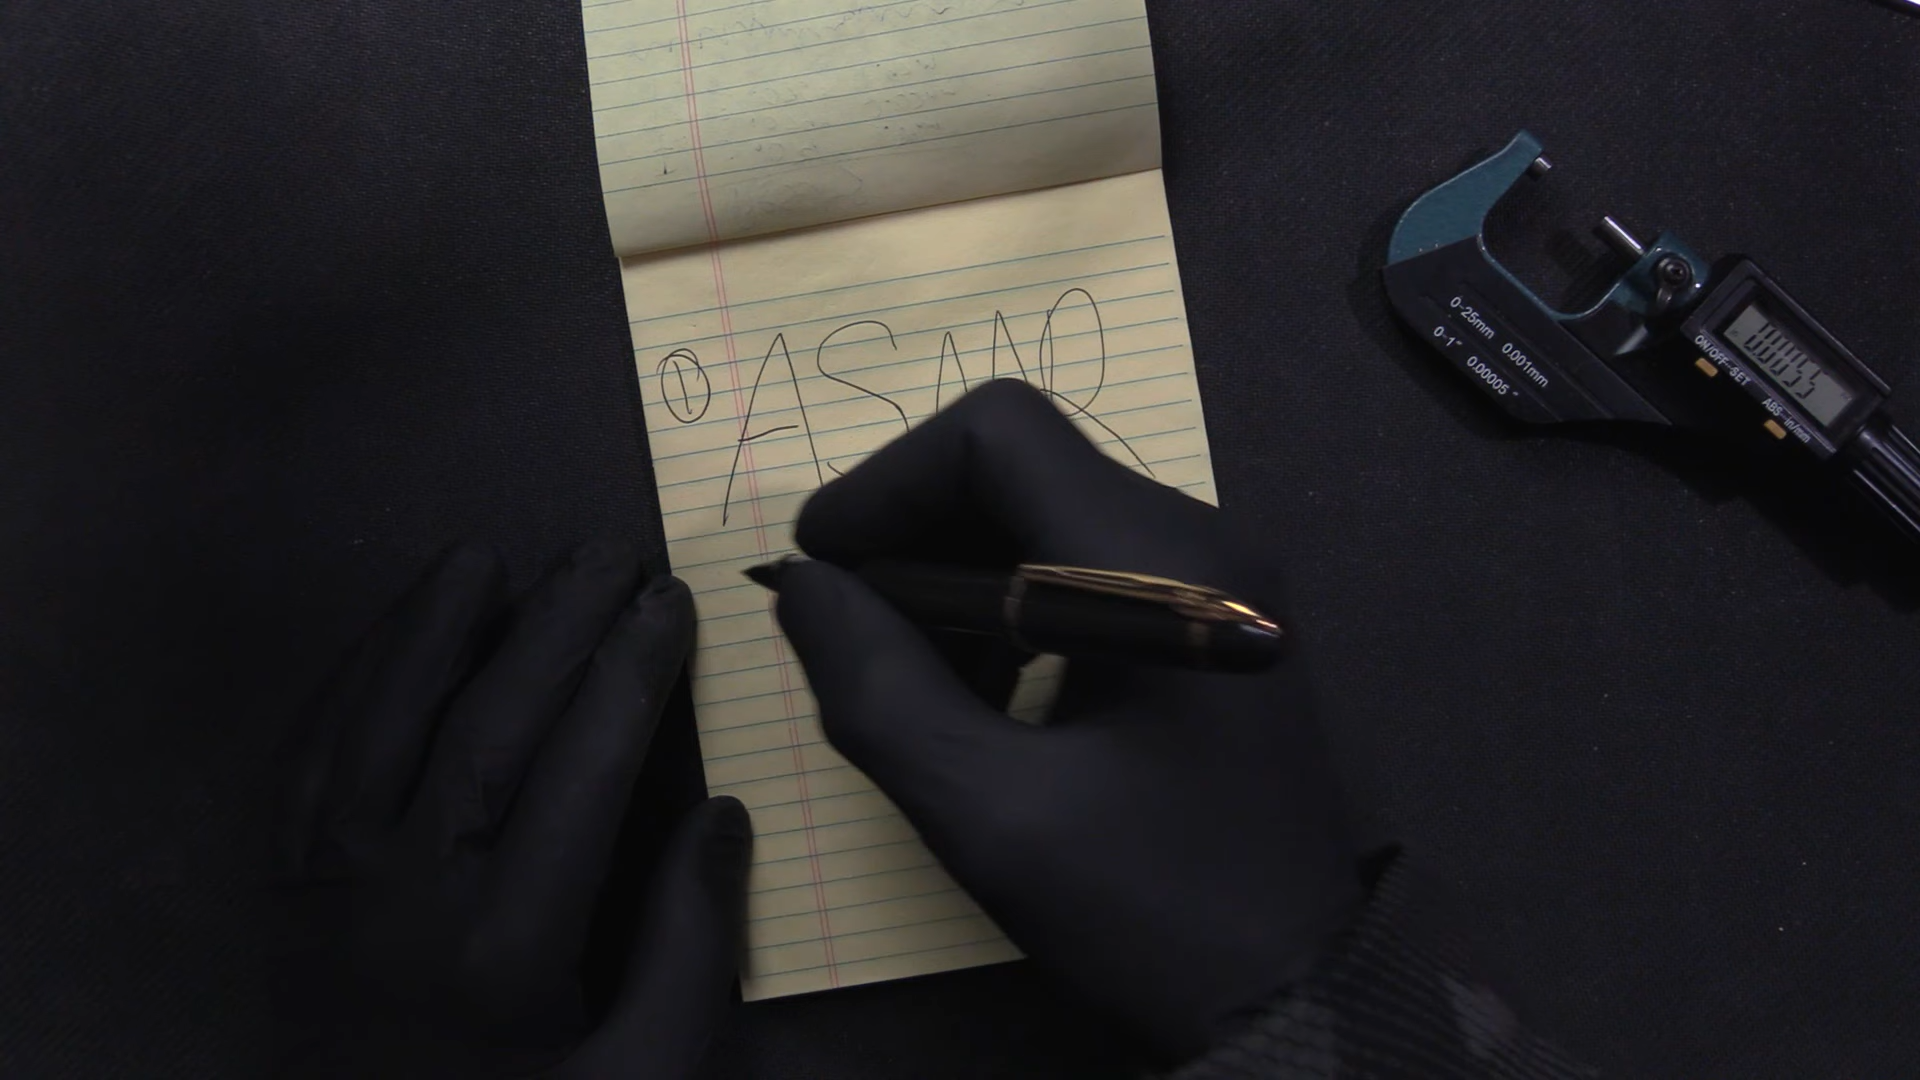 ① ASMR
0-25mm 0.001mm
0-1" 0.00005"
ON/OFF-SET
ABS-in/mm